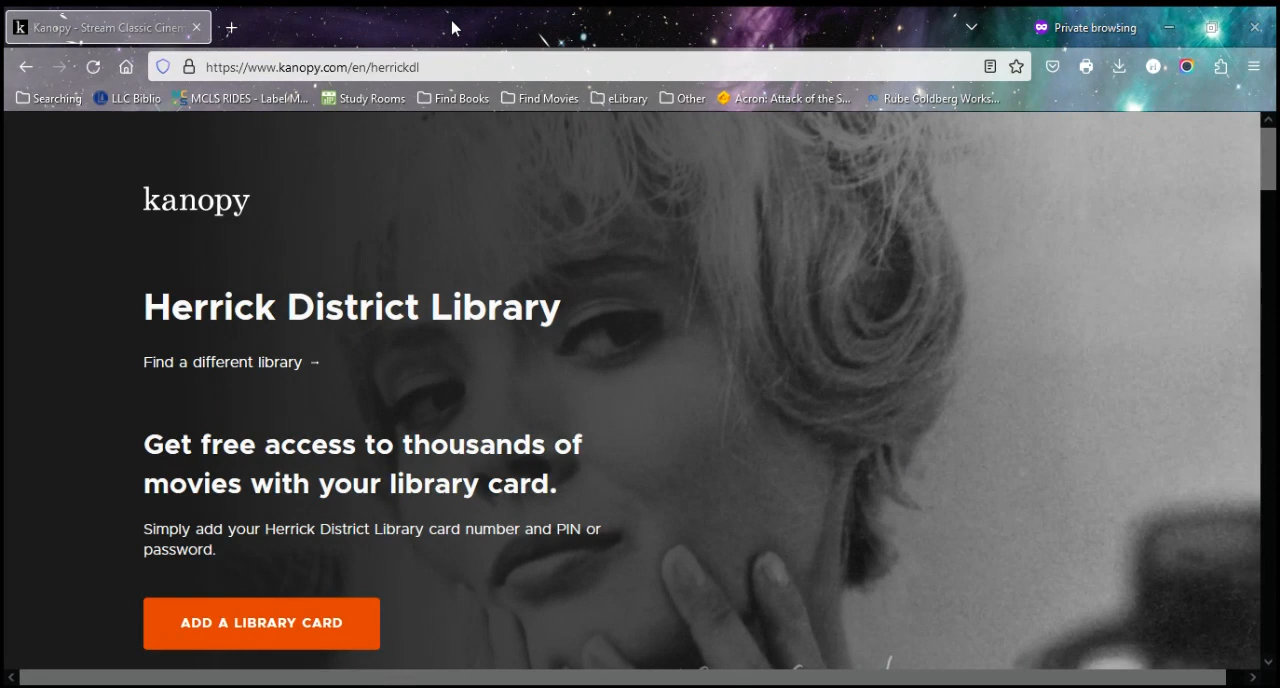 Kanopy - Stream Classic Cinem
Private browsing
https://www.kanopy.com/en/herrickdl
Searching LLC Biblio MCLS RIDES - Label\M... Study Rooms Find Books Find Movies eLibrary Other Acron: Attack of the S... Rube Goldberg Works...
kanopy
Herrick District Library
Find a different library →
Get free access to thousands of
movies with your library card.
Simply add your Herrick District Library card number and PIN or
password.
ADD A LIBRARY CARD